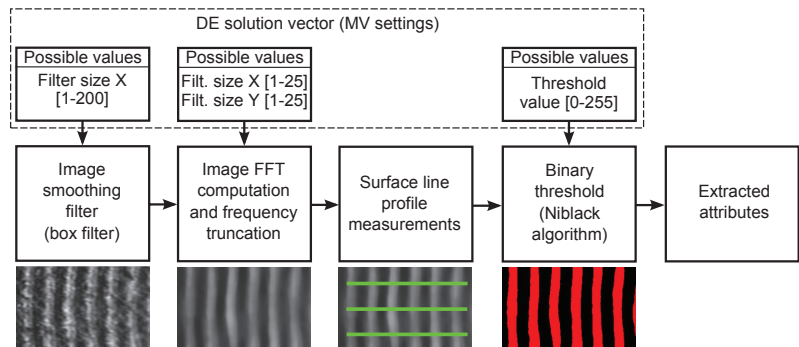 DE solution vector (MV settings)
Possible values
Filter size X
[1-200]
Possible values
Filt. size X [1-25]
Filt. size Y [1-25]
Possible values
Threshold
value [0-255]
Image
smoothing
filter
(box filter)
Image FFT
computation
and frequency
truncation
Surface line
profile
measurements
Binary
threshold
(Niblack
algorithm)
Extracted
attributes